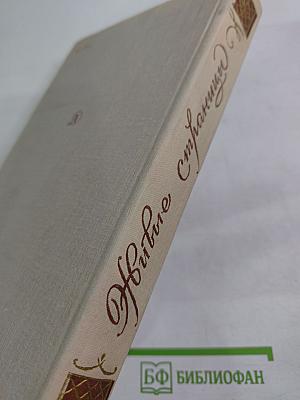 Живые страницы
БФ БИБЛИОФАН